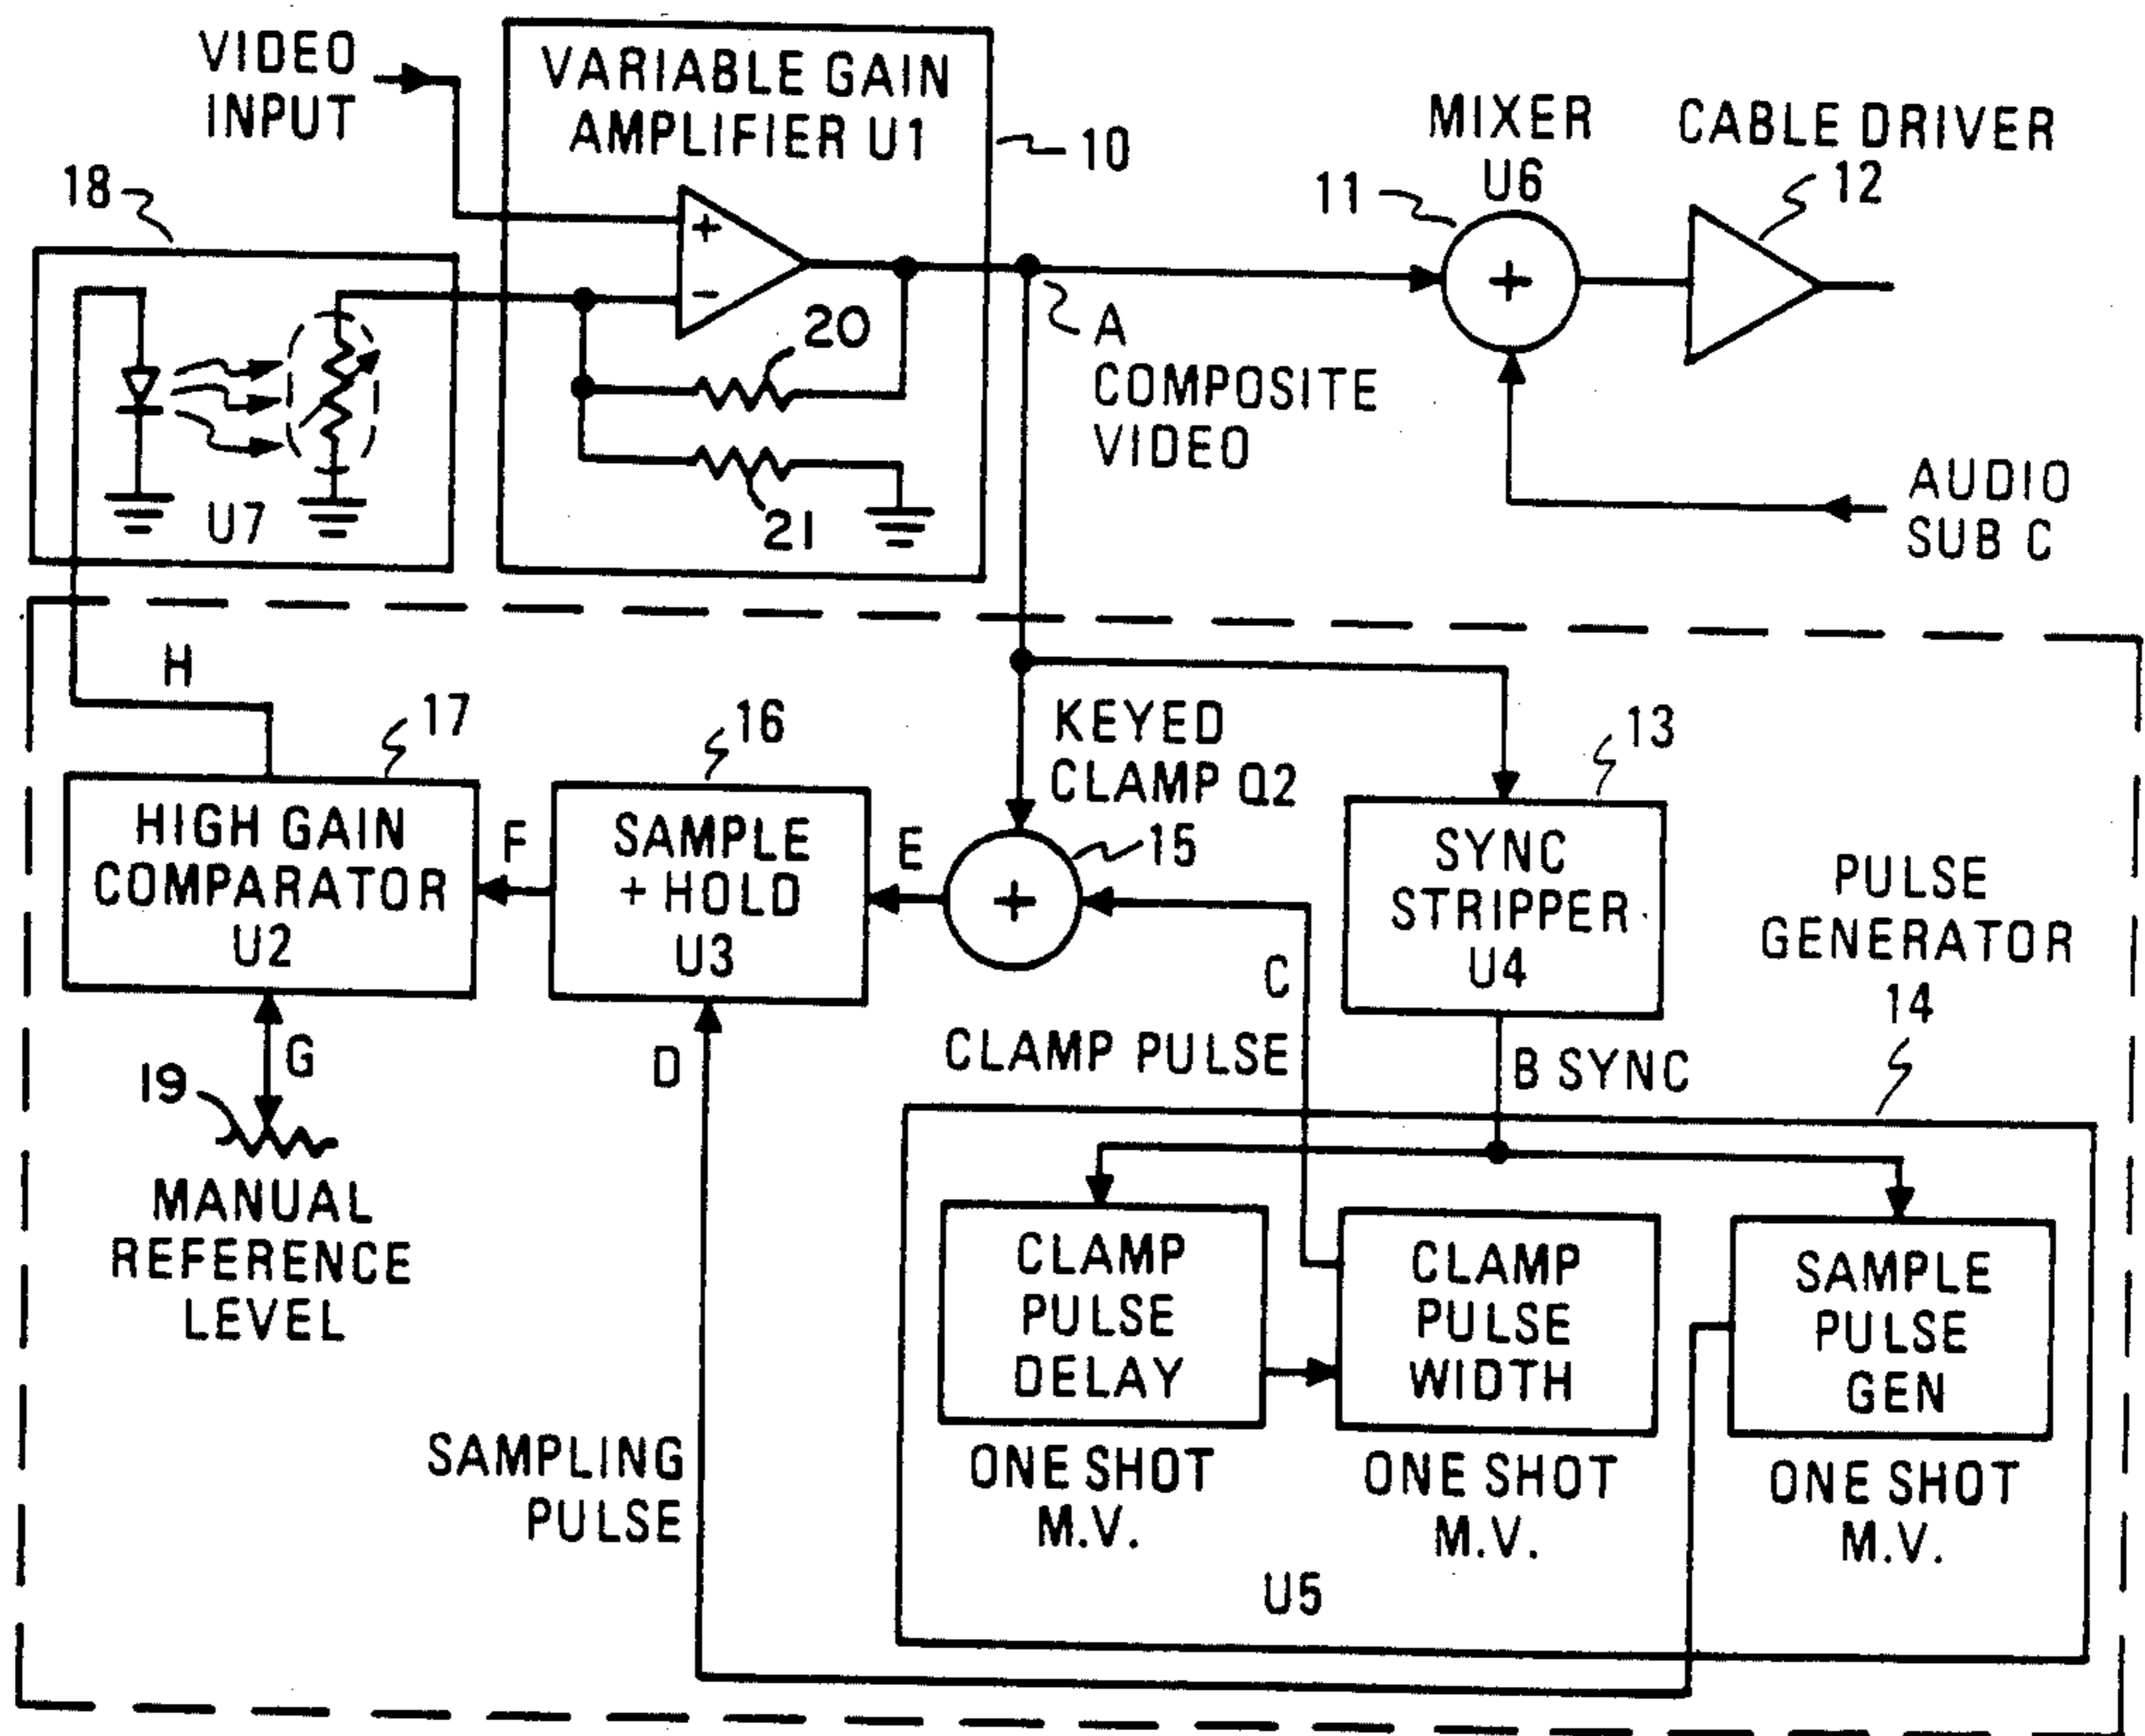 VIDEO
INPUT
VARIABLE GAIN
AMPLIFIER U1
10
MIXER
U6
11
CABLE DRIVER
12
18
+
-
20
21
U7
A
COMPOSITE
VIDEO
+
AUDIO
SUB C
H
17
16
KEYED
CLAMP Q2
15
13
HIGH GAIN
COMPARATOR
U2
F
SAMPLE
+ HOLD
U3
E
+
SYNC
STRIPPER
U4
PULSE
GENERATOR
14
C
CLAMP PULSE
B SYNC
G
19
D
MANUAL
REFERENCE
LEVEL
CLAMP
PULSE
DELAY
CLAMP
PULSE
WIDTH
SAMPLE
PULSE
GEN
SAMPLING
PULSE
ONE SHOT
M.V.
ONE SHOT
M.V.
ONE SHOT
M.V.
U5